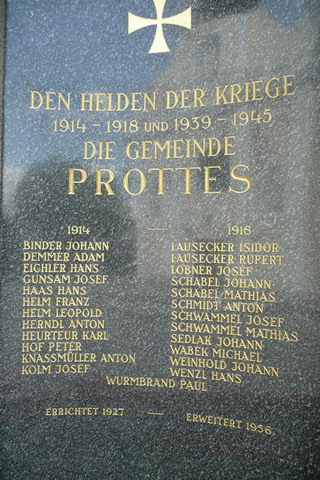 DEN HELDEN DER KRIEGE
1914 - 1918 UND 1939 - 1945
DIE GEMEINDE
PROTTES
1914 — 1918
BINDER JOHANN
DEMMER ADAM
EICHLER HANS
GUNSAM JOSEF
HAAS HANS
HELM FRANZ
HELM LEOPOLD
HERNDL ANTON
HEURTEUR KARL
HOF PETER
KNASSMÜLLER ANTON
KOLM JOSEF
LAUSECKER ISIDOR
LAUSECKER RUPERT
LOBNER JOSEF
SCHABEL JOHANN
SCHABEL MATHIAS
SCHMIDT ANTON
SCHWAMMEL JOSEF
SCHWAMMEL MATHIAS
SEDLAK JOHANN
WABEK MICHAEL
WEINHOLD JOHANN
WENZL HANS
WURMBRAND PAUL
ERRICHTET 1927 — ERWEITERT 1956